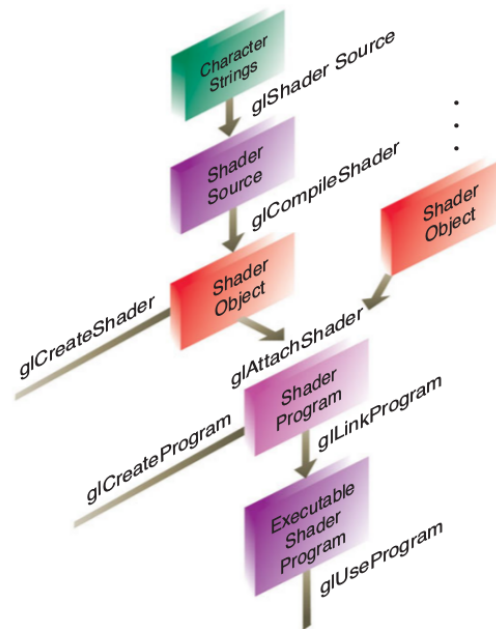 Character
Strings
glShader Source
Shader
Source
glCompileShader
Shader
Object
Shader
Object
glCreateShader
glAttachShader
Shader
Program
glCreateProgram
glLinkProgram
Executable
Shader
Program
glUseProgram